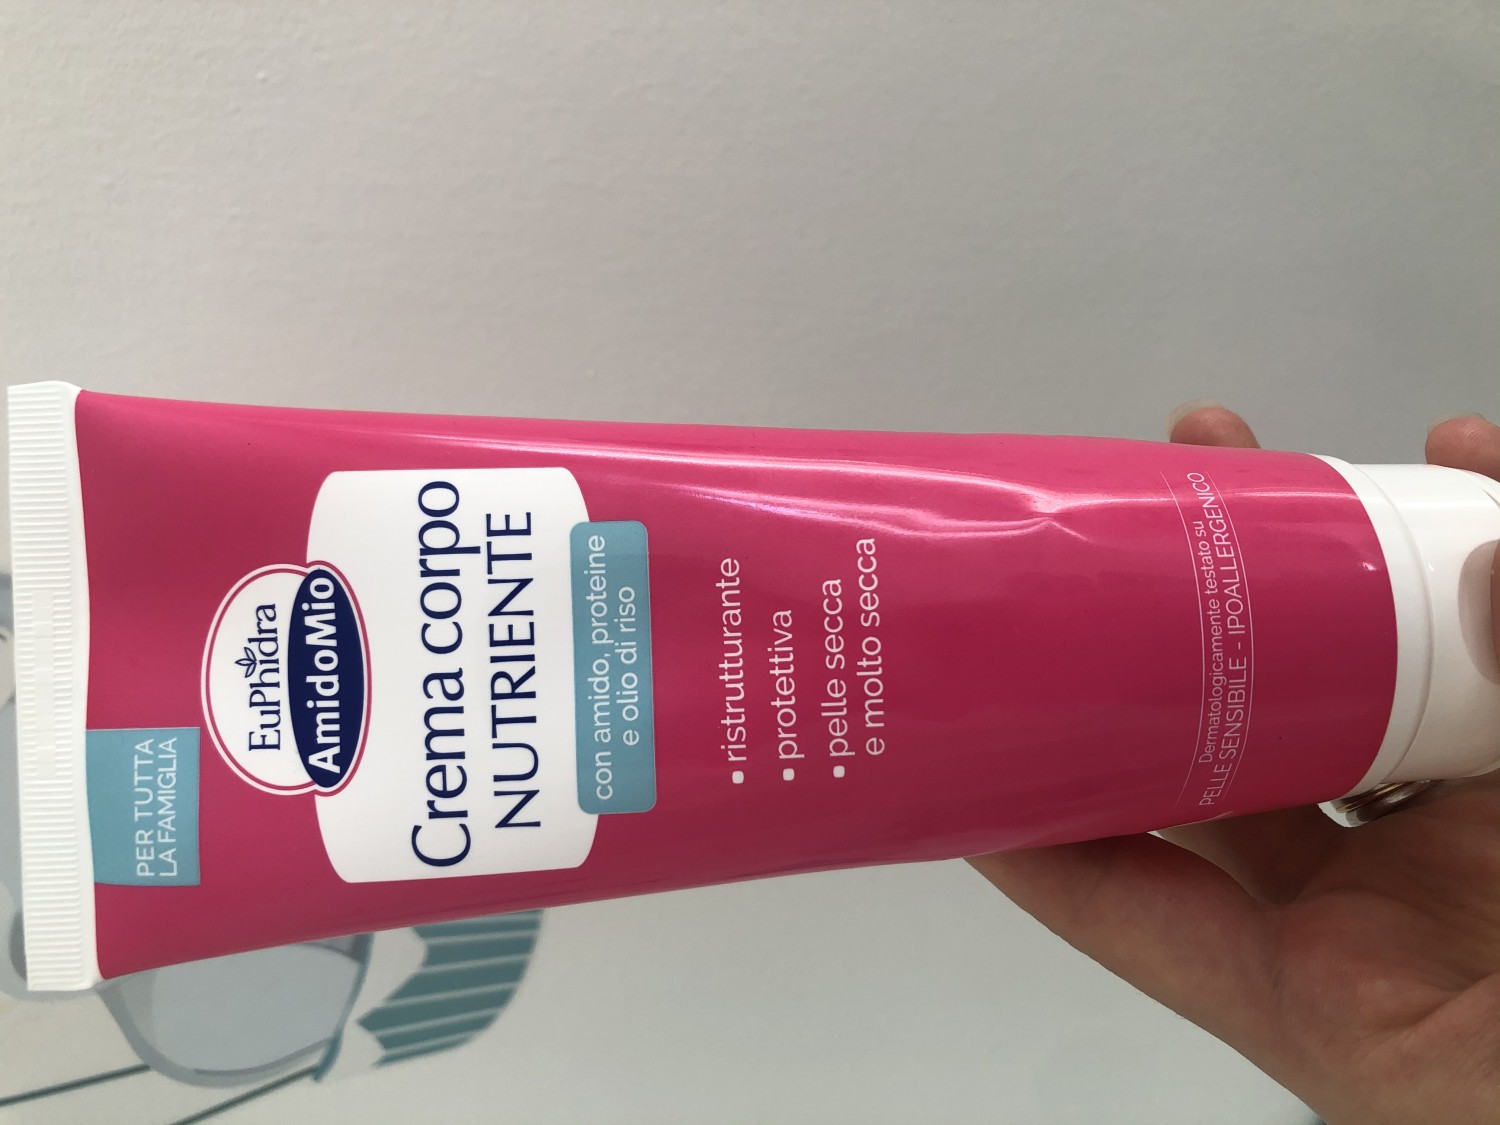 PER TUTTA
LA FAMIGLIA
EuPhidra
AmidoMio
Crema corpo
NUTRIENTE
con amido, proteine
e olio di riso
• ristrutturante
• protettiva
• pelle secca
e molto secca
Dermatologicamente testato su
PELLE SENSIBILE - IPOALLERGENICO